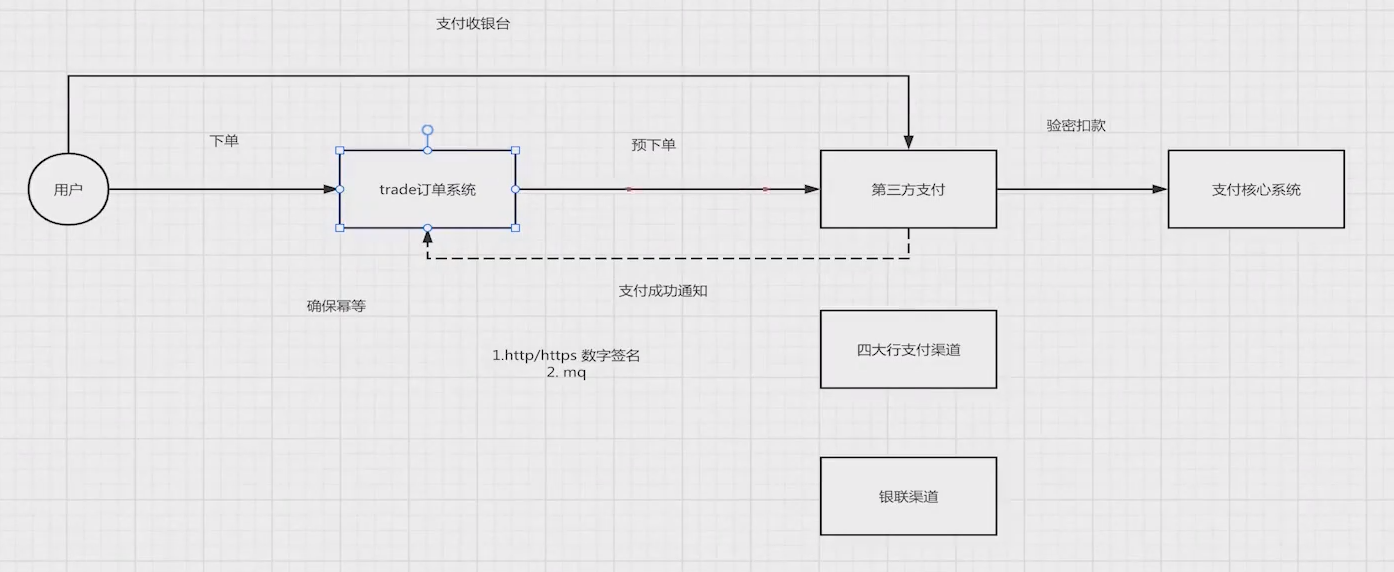 支付收银台
下单
预下单
验密扣款
用户
trade订单系统
第三方支付
支付核心系统
支付成功通知
确保幂等
1.http/https 数字签名
2. mq
四大行支付渠道
银联渠道